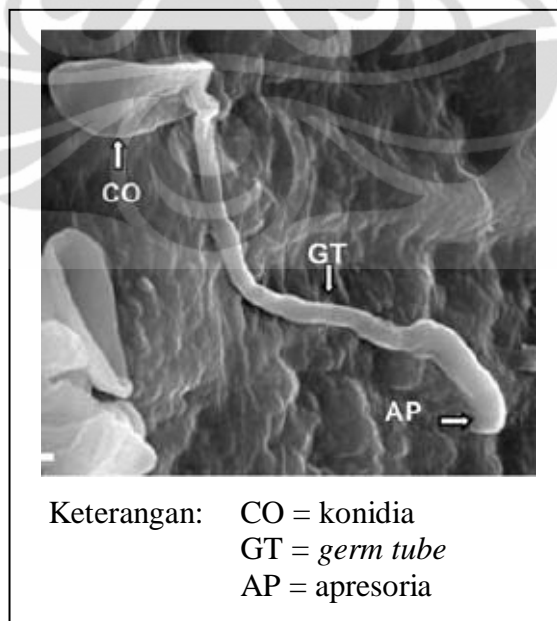 CO
GT
AP
Keterangan: CO = konidia
GT = germ tube
AP = apresoria